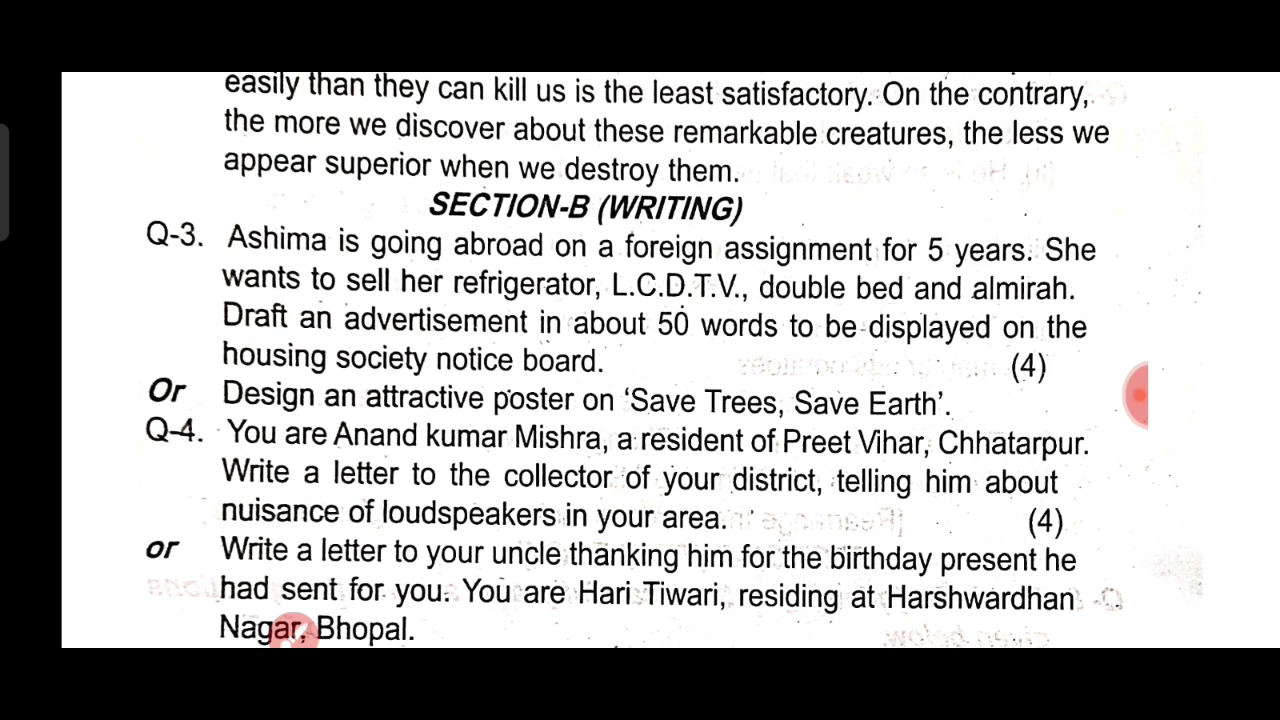 easily than they can kill us is the least satisfactory. On the contrary,
the more we discover about these remarkable creatures, the less we
appear superior when we destroy them.
SECTION-B (WRITING)
Q-3. Ashima is going abroad on a foreign assignment for 5 years. She
wants to sell her refrigerator, L.C.D.T.V., double bed and almirah.
Draft an advertisement in about 50 words to be displayed on the
housing society notice board. (4)
Or Design an attractive poster on ‘Save Trees, Save Earth’.
Q-4. You are Anand kumar Mishra, a resident of Preet Vihar, Chhatarpur.
Write a letter to the collector of your district, telling him about
nuisance of loudspeakers in your area. (4)
or Write a letter to your uncle thanking him for the birthday present he
had sent for you. You are Hari Tiwari, residing at Harshwardhan
Nagar, Bhopal.